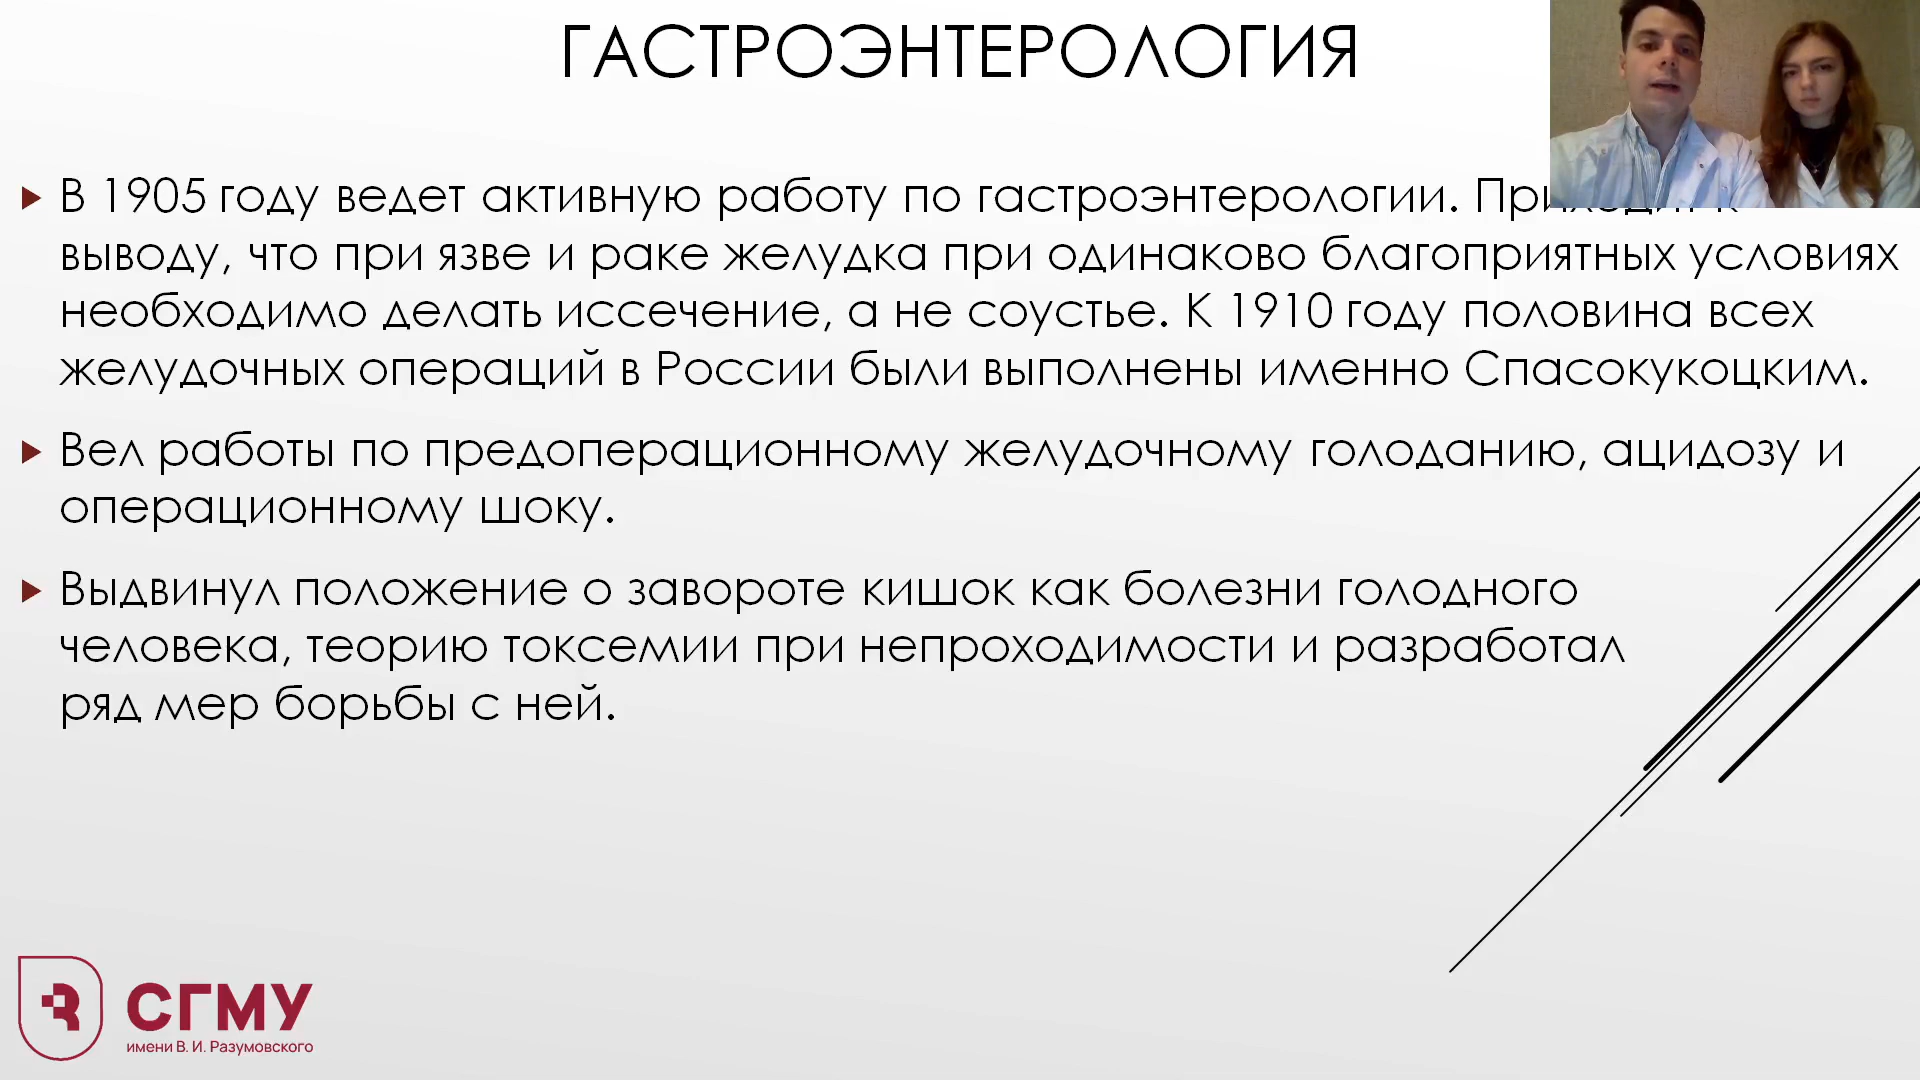 ГАСТРОЭНТЕРОЛОГИЯ
В 1905 году ведет активную работу по гастроэнтерологии. Приходит к
выводу, что при язве и раке желудка при одинаково благоприятных условиях
необходимо делать иссечение, а не соустье. К 1910 году половина всех
желудочных операций в России были выполнены именно Спасокукоцким.
Вел работы по предоперационному желудочному голоданию, ацидозу и
операционному шоку.
Выдвинул положение о завороте кишок как болезни голодного
человека, теорию токсемии при непроходимости и разработал
ряд мер борьбы с ней.
СГМУ
имени В. И. Разумовского